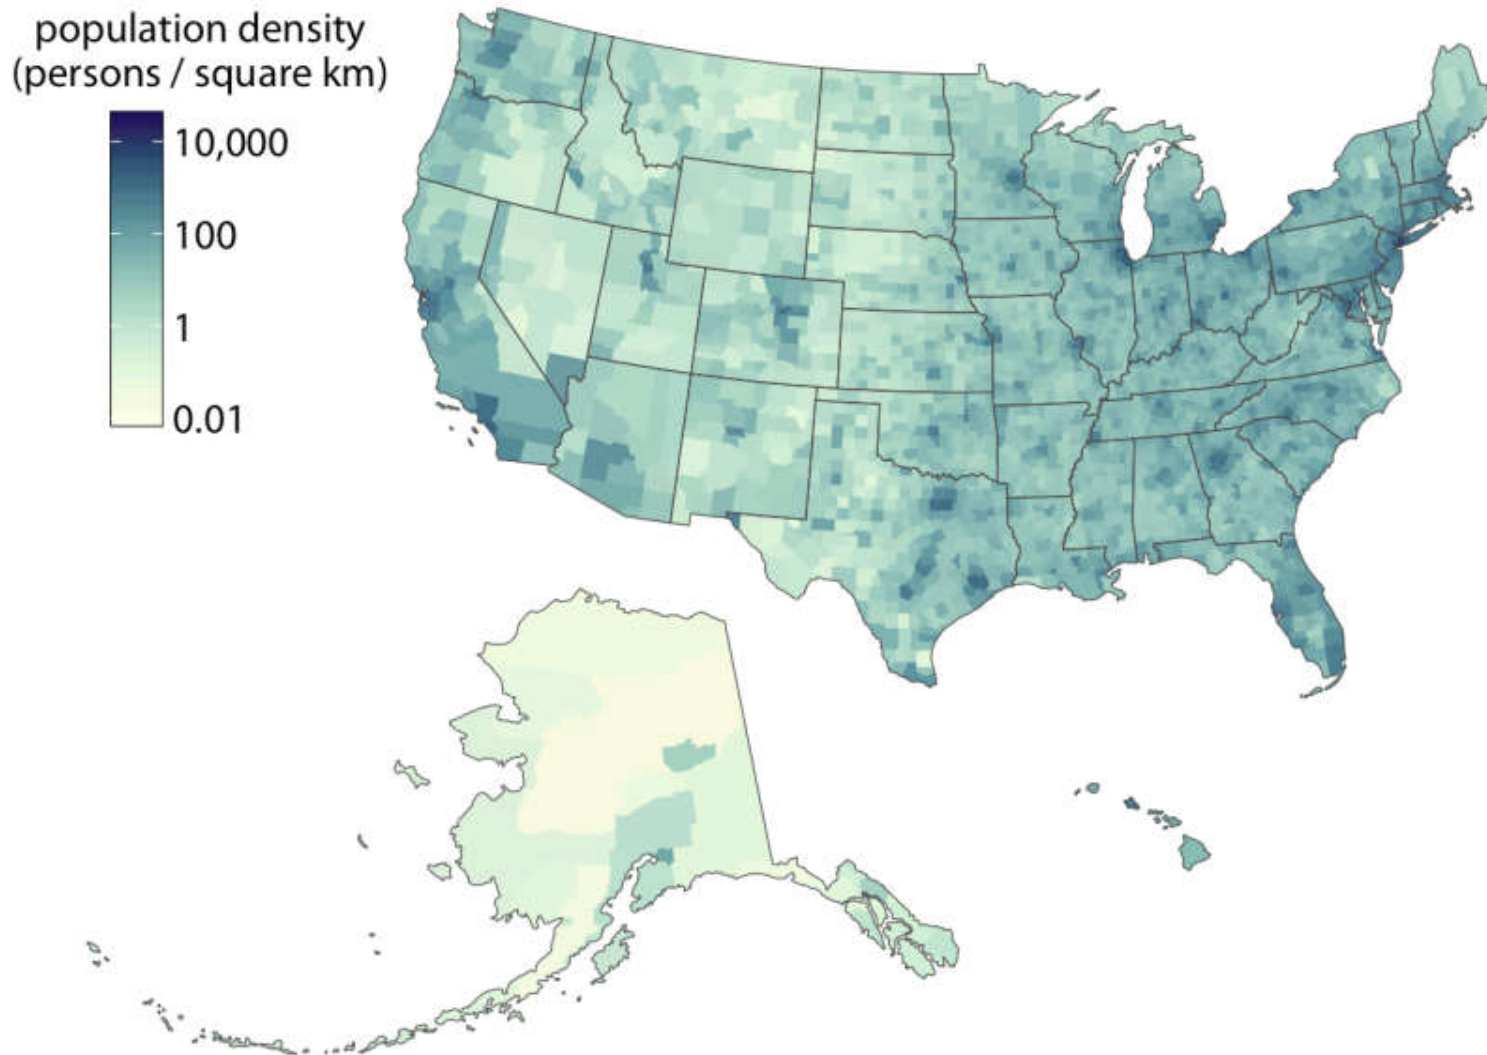 population density
(persons / square km)
10,000
100
1
0.01